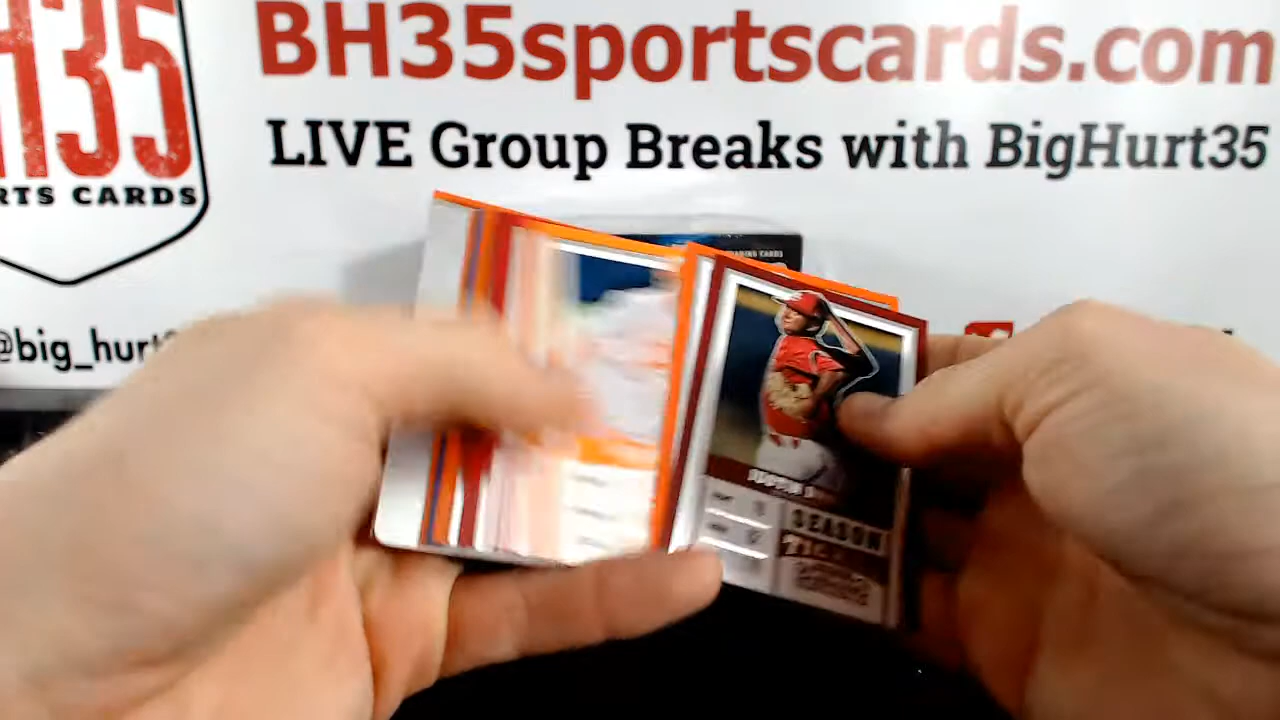 BH35sportscards.com
H35
LIVE Group Breaks with BigHurt35
RTS CARDS
@big_hurt
SEASON